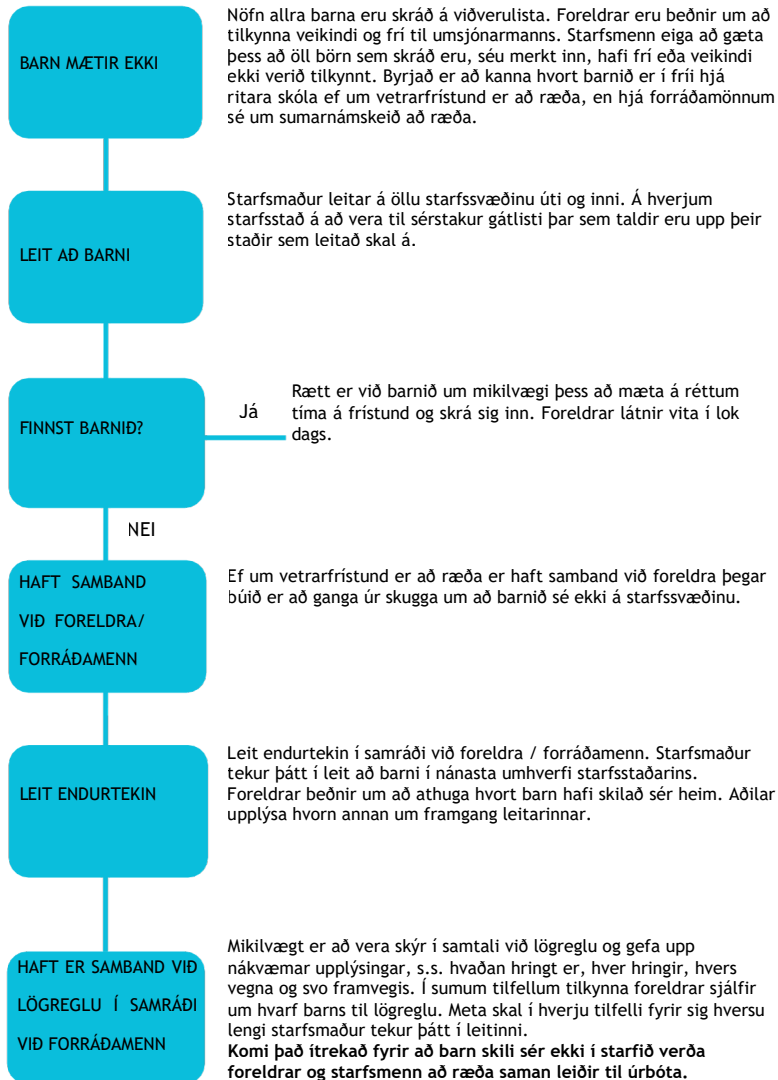 BARN MÆTIR EKKI
Nöfn allra barna eru skráð á viðverulista. Foreldrar eru beðnir um að
tilkynna veikindi og frí til umsjónarmanns. Starfsmenn eiga að gæta
þess að öll börn sem skráð eru, séu merkt inn, hafi frí eða veikindi
ekki verið tilkynnt. Byrjað er að kanna hvort barnið er í fríi hjá
ritara skóla ef um vetrarfrístund er að ræða, en hjá forráðamönnum
sé um sumarnámskeið að ræða.
LEIT AÐ BARNI
Starfsmaður leitar á öllu starfssvæðinu úti og inni. Á hverjum
starfsstað á að vera til sérstakur gátlisti þar sem taldir eru upp þeir
staðir sem leitað skal á.
FINNST BARNIÐ?
Já
Rætt er við barnið um mikilvægi þess að mæta á réttum
tíma á frístund og skrá sig inn. Foreldrar látnir vita í lok
dags.
NEI
HAFT SAMBAND
VIÐ FORELDRA/
FORRÁÐAMENN
Ef um vetrarfrístund er að ræða er haft samband við foreldra þegar
búið er að ganga úr skugga um að barnið sé ekki á starfssvæðinu.
LEIT ENDURTEKIN
Leit endurtekin í samráði við foreldra / forráðamenn. Starfsmaður
tekur þátt í leit að barni í nánasta umhverfi starfsstaðarins.
Foreldrar beðnir um að athuga hvort barn hafi skilað sér heim. Aðilar
upplýsa hvorn annan um framgang leitarinnar.
HAFT ER SAMBAND VIÐ
LÖGREGLU Í SAMRÁÐI
VIÐ FORRÁÐAMENN
Mikilvægt er að vera skýr í samtali við lögreglu og gefa upp
nákvæmar upplýsingar, s.s. hvaðan hringt er, hver hringir, hvers
vegna og svo framvegis. Í sumum tilfellum tilkynna foreldrar sjálfir
um hvarf barns til lögreglu. Meta skal í hverju tilfelli fyrir sig hversu
lengi starfsmaður tekur þátt í leitinni.
Komi það ítrekað fyrir að barn skili sér ekki í starfið verða
foreldrar og starfsmenn að ræða saman leiðir til úrbóta.